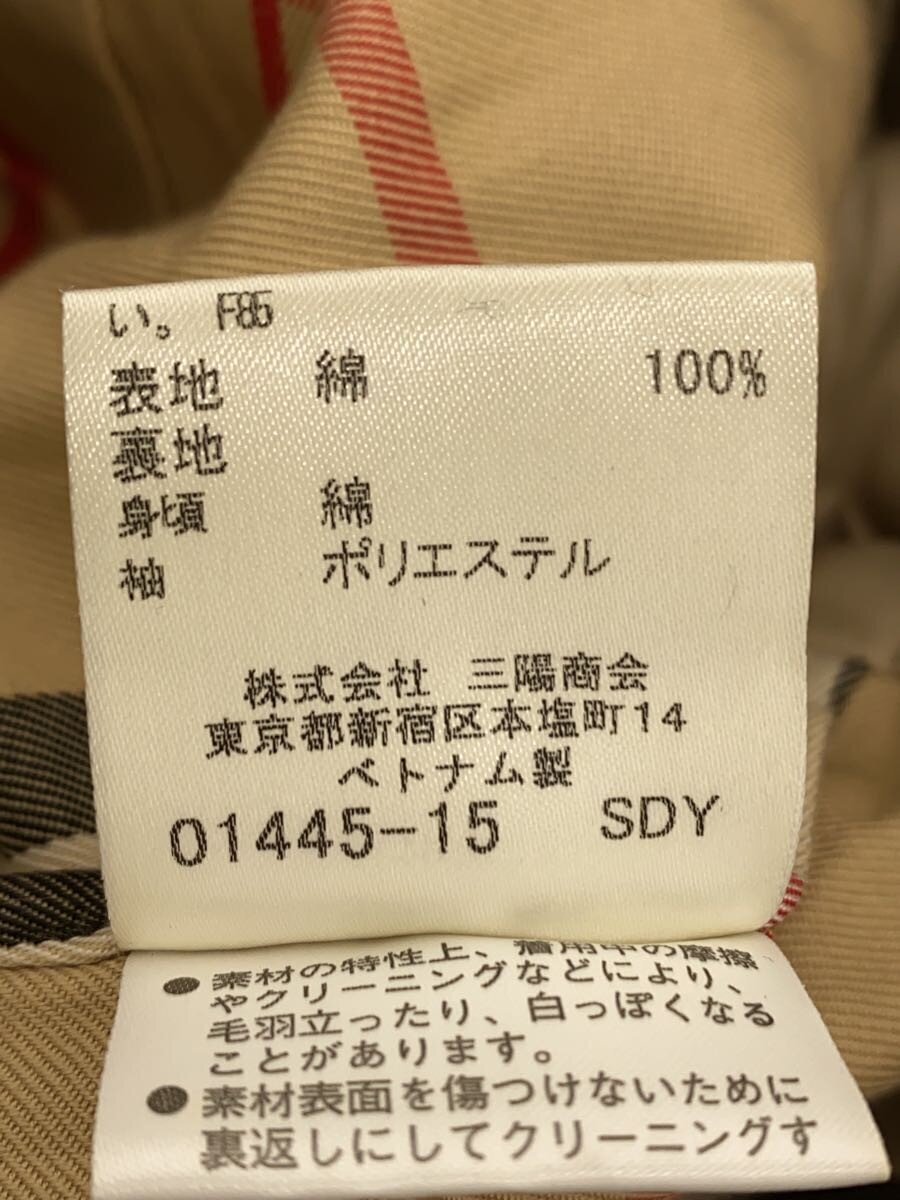 い。 F85
表地 綿 100%
裏地
身頃 綿
袖 ポリエステル
株式会社 三陽商会
東京都新宿区本塩町14
ベトナム製
01445-15 SDY
●素材の特性上、着用中の摩擦
やクリーニングなどにより、
毛羽立ったり、白っぽくなる
ことがあります。
●素材表面を傷つけないために
裏返しにしてクリーニングす